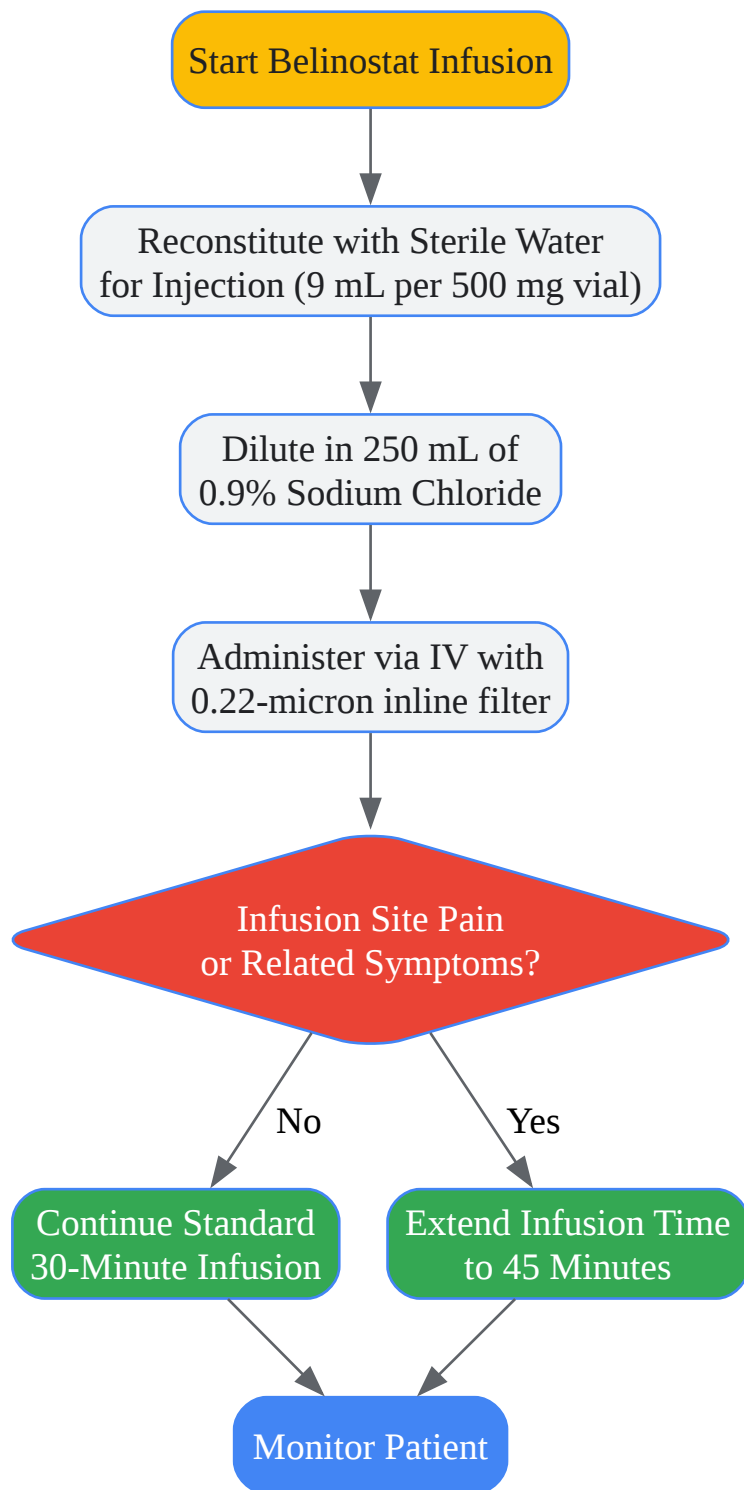 Start Belinostat Infusion
Reconstitute with Sterile Water
for Injection (9 mL per 500 mg vial)
Dilute in 250 mL of
0.9% Sodium Chloride
Administer via IV with
0.22-micron inline filter
Infusion Site Pain
or Related Symptoms?
No
Yes
Continue Standard
30-Minute Infusion
Extend Infusion Time
to 45 Minutes
Monitor Patient